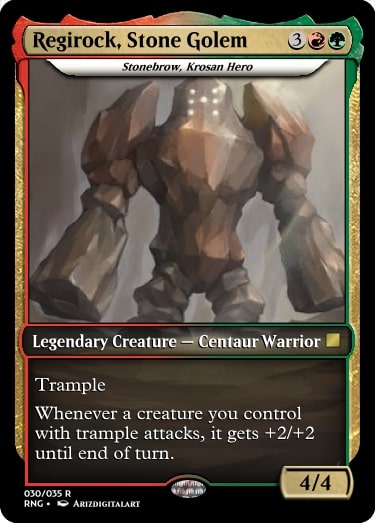 Regirock, Stone Golem 3
Stonebrow, Krosan Hero
Legendary Creature — Centaur Warrior
Trample
Whenever a creature you control
with trample attacks, it gets +2/+2
until end of turn.
4/4
030/035 R
RNG • Arizdigitalart